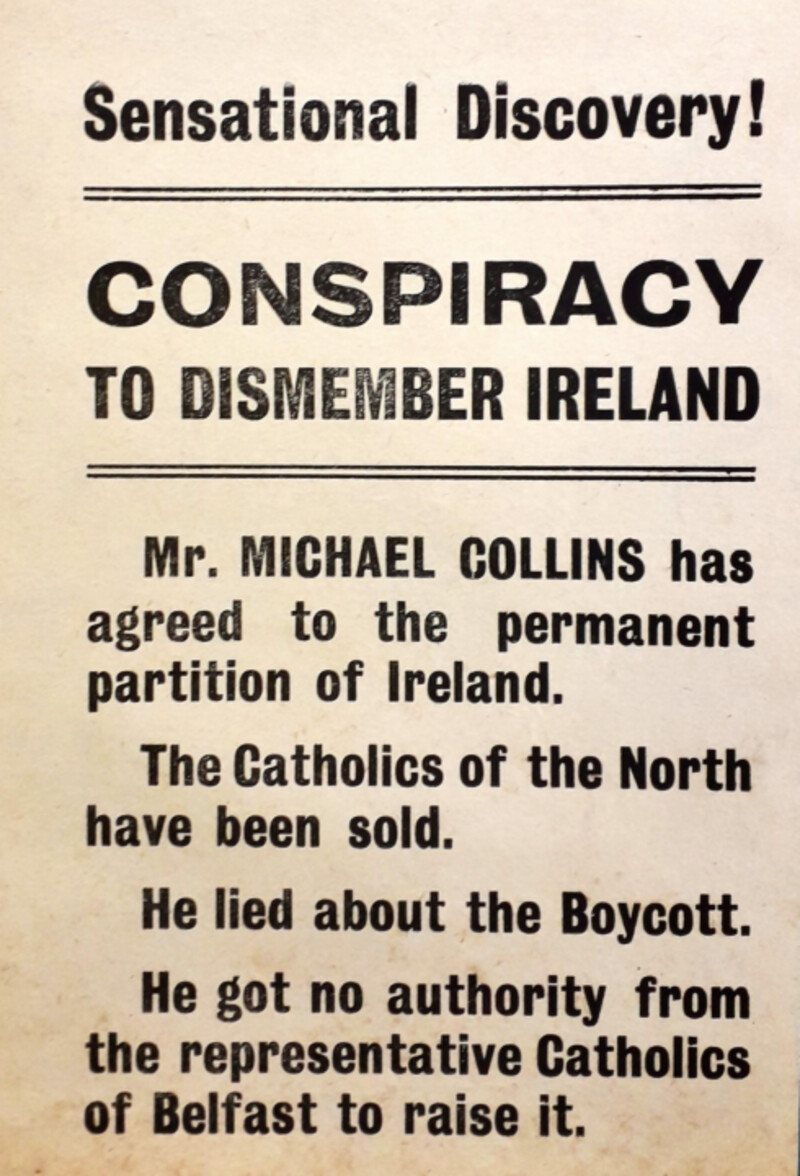 Sensational Discovery!
CONSPIRACY
TO DISMEMBER IRELAND
Mr. MICHAEL COLLINS has
agreed to the permanent
partition of Ireland.
The Catholics of the North
have been sold.
He lied about the Boycott.
He got no authority from
the representative Catholics
of Belfast to raise it.